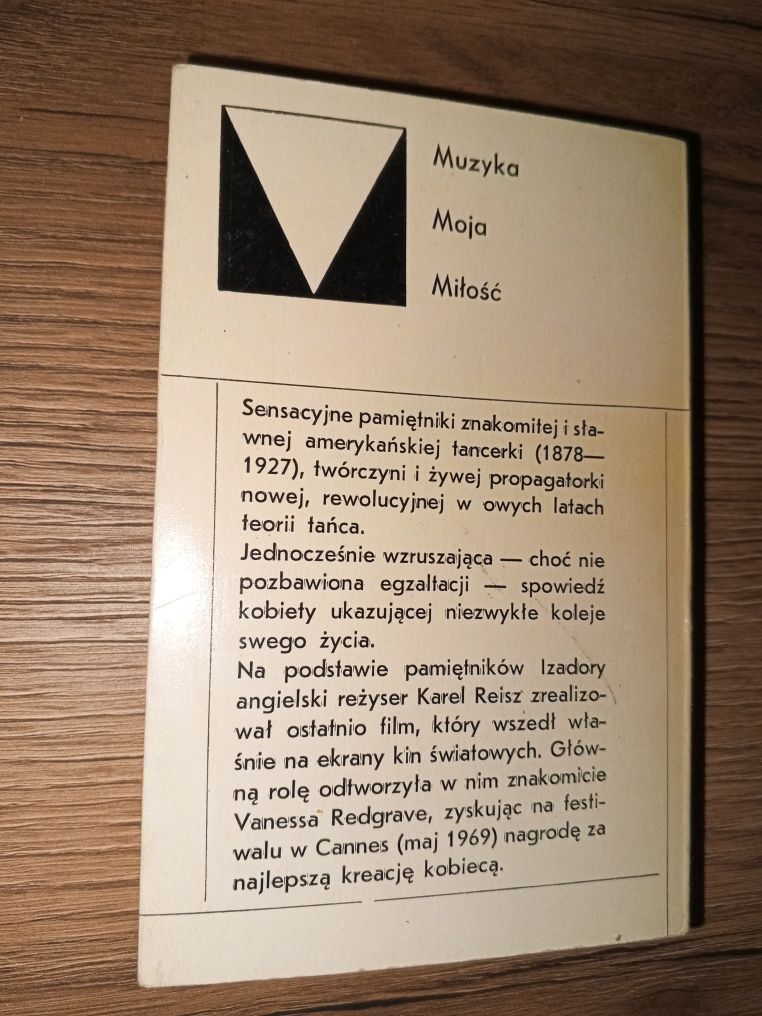 Muzyka
Moja
Miłość
Sensacyjne pamiętniki znakomitej i sła-
wnej amerykańskiej tancerki (1878—
1927), twórczyni i żywej propagatorki
nowej, rewolucyjnej w owych latach
teorii tańca.
Jednocześnie wzruszająca — choć nie
pozbawiona egzaltacji — spowiedź
kobiety ukazującej niezwykłe koleje
swego życia.
Na podstawie pamiętników Izadory
angielski reżyser Karel Reisz zrealizo-
wał ostatnio film, który wszedł wła-
śnie na ekrany kin światowych. Głów-
ną rolę odtworzyła w nim znakomicie
Vanessa Redgrave, zyskując na festi-
walu w Cannes (maj 1969) nagrodę za
najlepszą kreację kobiecą.